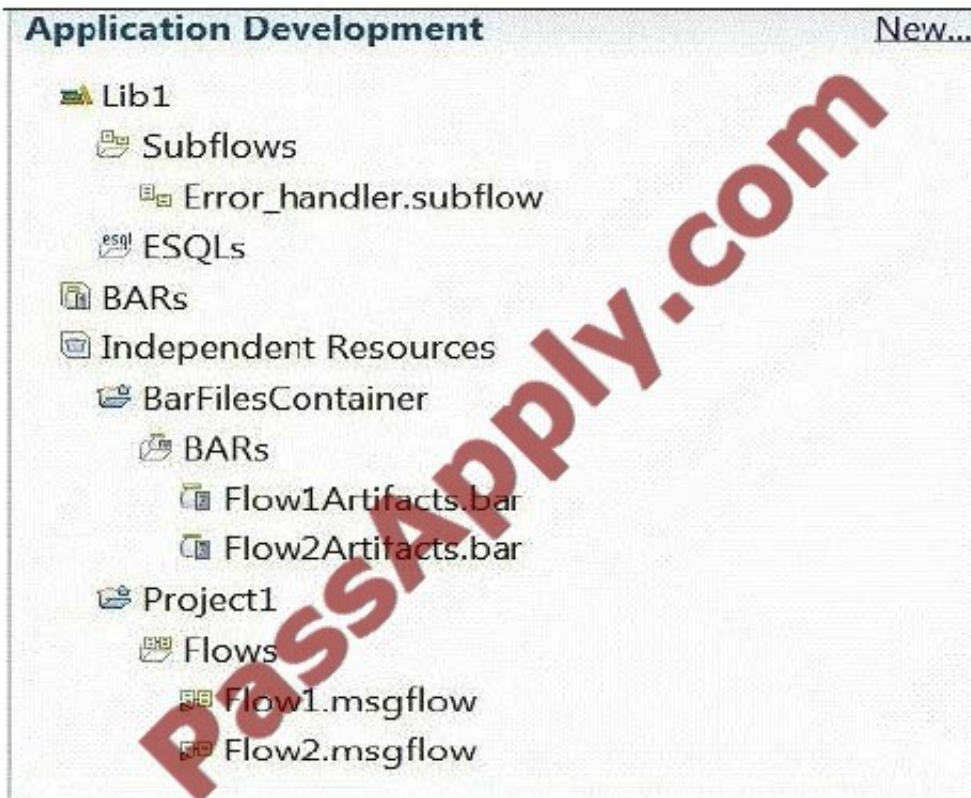 Application Development New...
Lib1
Subflows
Error_handler.subflow
esql ESQLs
BARs
Independent Resources
BarFilesContainer
BARs
Flow1Artifacts.bar
Flow2Artifacts.bar
Project1
Flows
Flow1.msgflow
Flow2.msgflow
PassApply.com